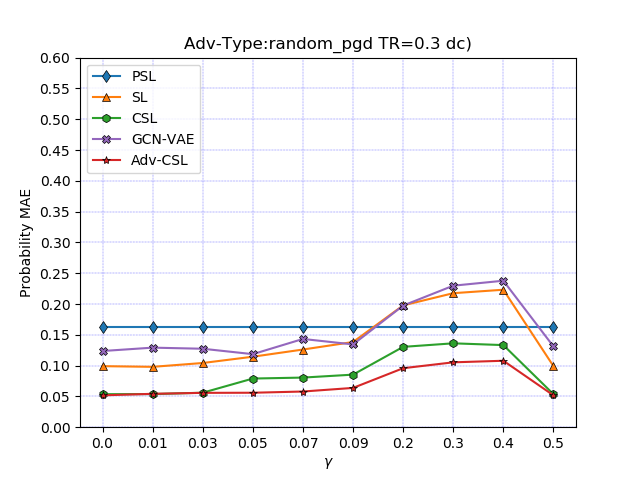 Adv-Type:random_pgd TR=0.3 dc)
Probability MAE
0.60
0.55
0.50
0.45
0.40
0.35
0.30
0.25
0.20
0.15
0.10
0.05
0.00
PSL
SL
CSL
GCN-VAE
Adv-CSL
0.0 0.01 0.03 0.05 0.07 0.09 0.2 0.3 0.4 0.5
γ